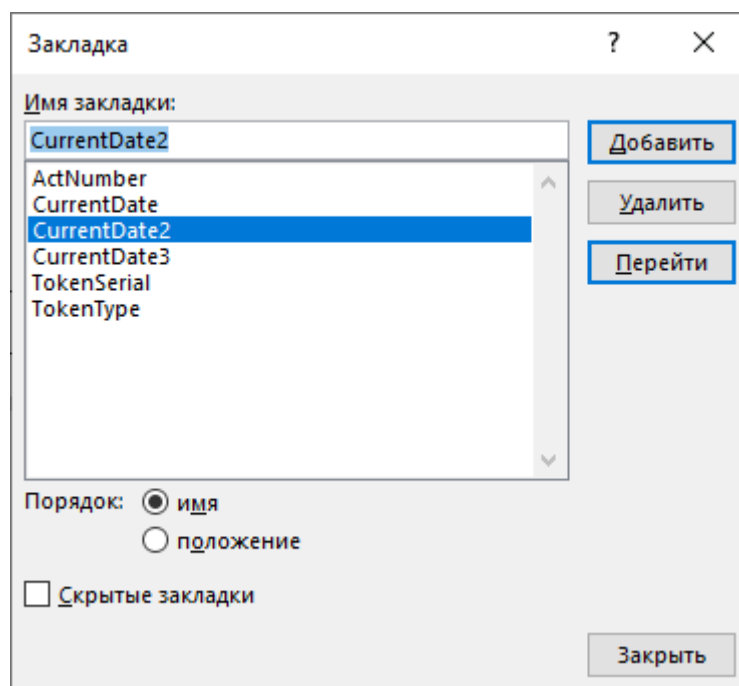 Закладка
Имя закладки:
CurrentDate2
Добавить
ActNumber
CurrentDate
CurrentDate2
CurrentDate3
TokenSerial
TokenType
Удалить
Перейти
Порядок: имя
положение
Скрытые закладки
Закрыть